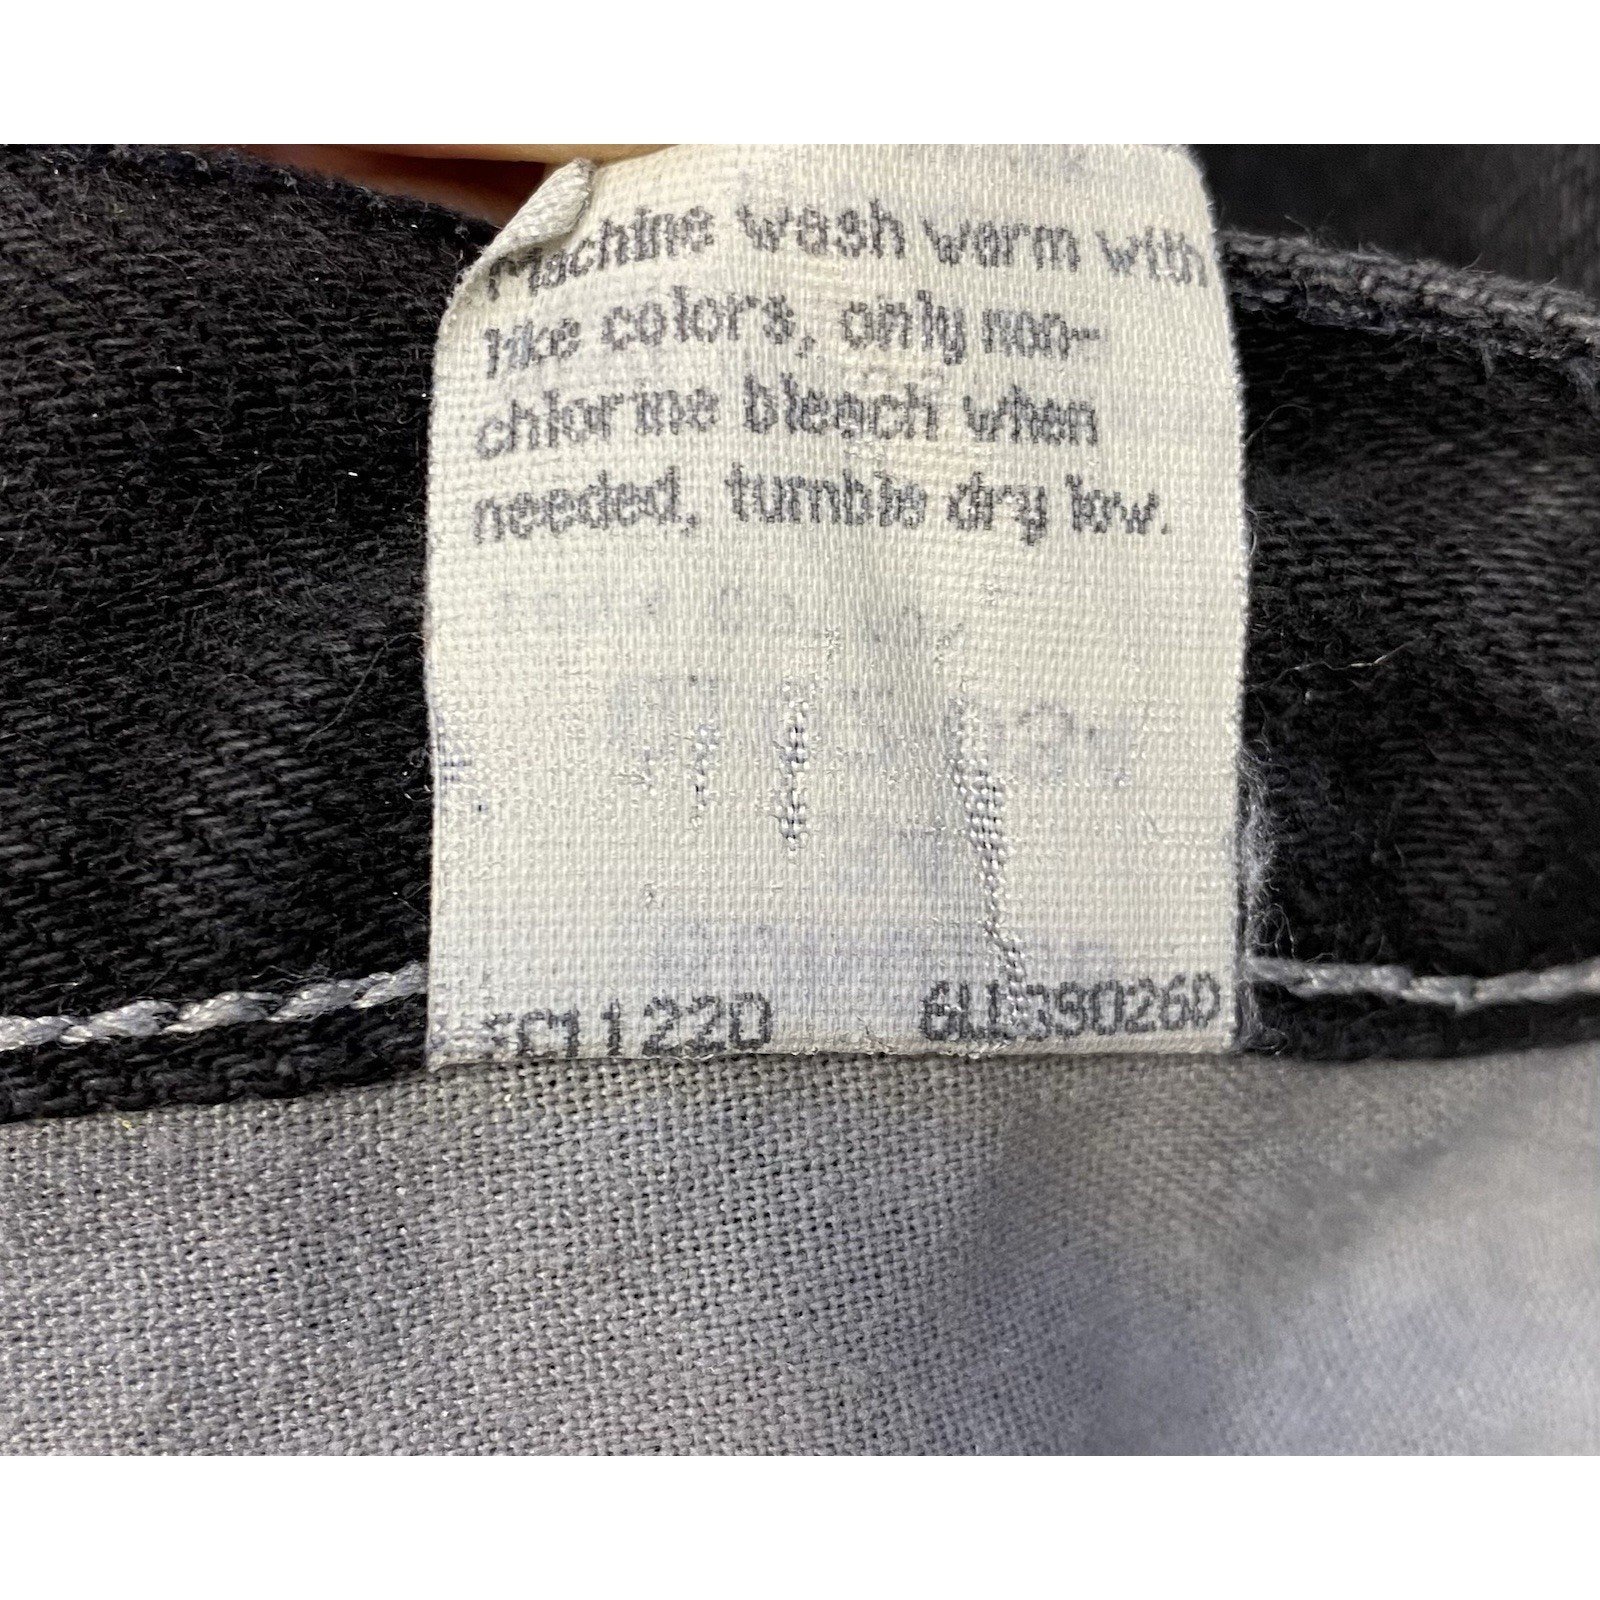 Machine wash warm with
like colors, only non-
chlorine bleach when
needed, tumble dry low.